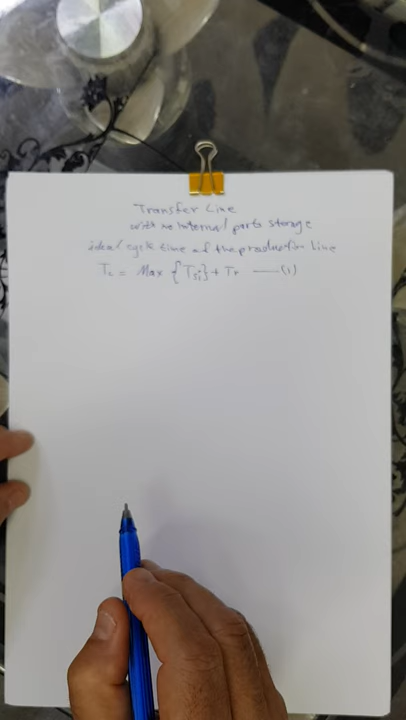 Transfer Line
with no internal parts storage
ideal cycle time of the production line
Tc = Max {Tsi} + Tr — (1)